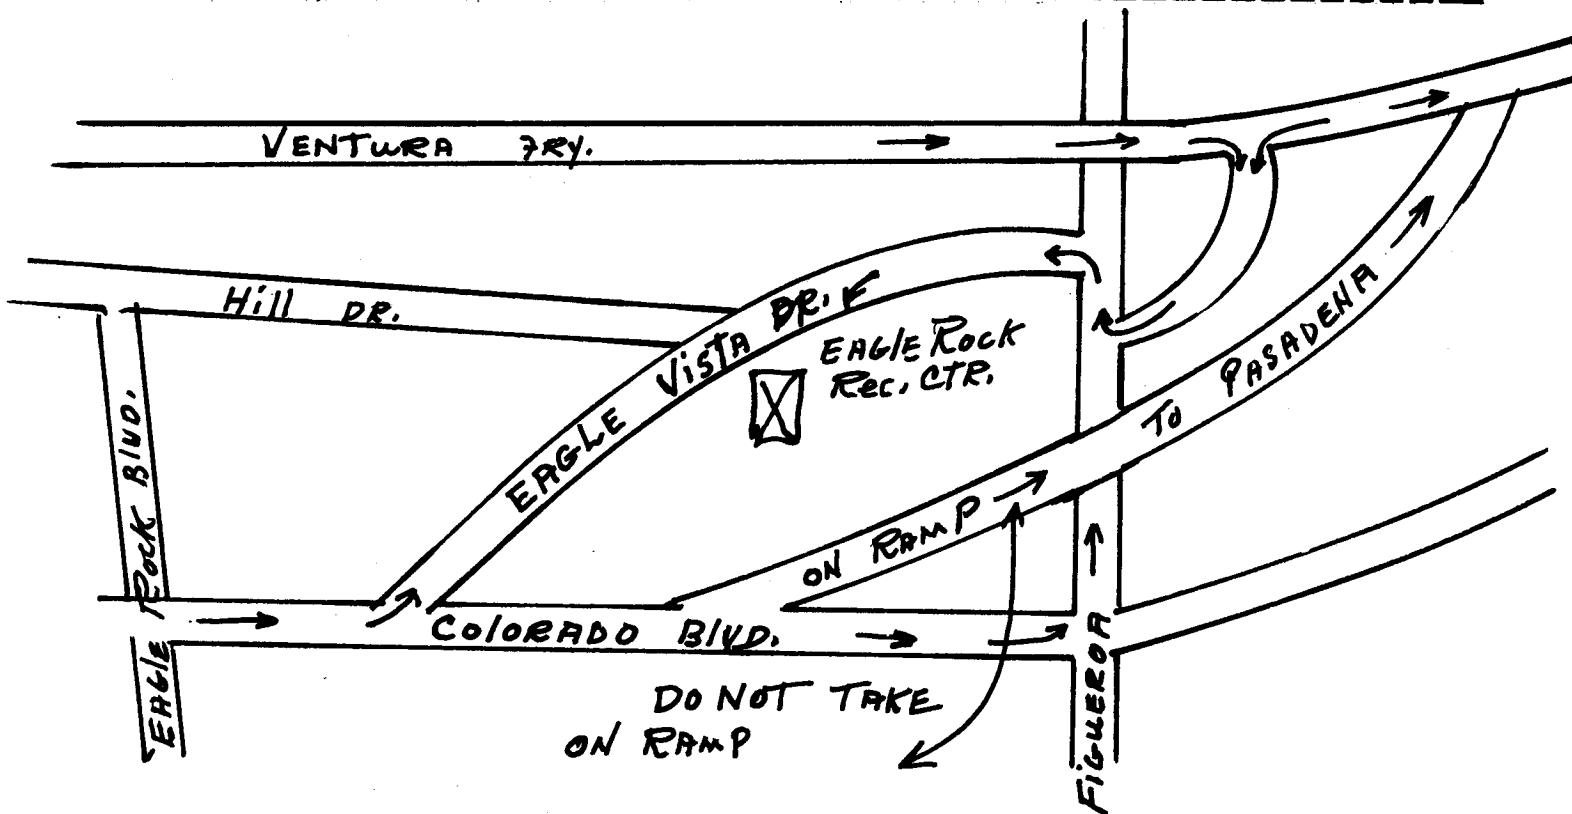 VENTURA FRY.
Hill DR.
EAGLE VISTA DR.
EAGLE ROCK
REC. CTR.
EAGLE ROCK BLVD.
ON RAMP TO PASADENA
COLORADO BLVD.
DO NOT TAKE
ON RAMP
FIGUEROA